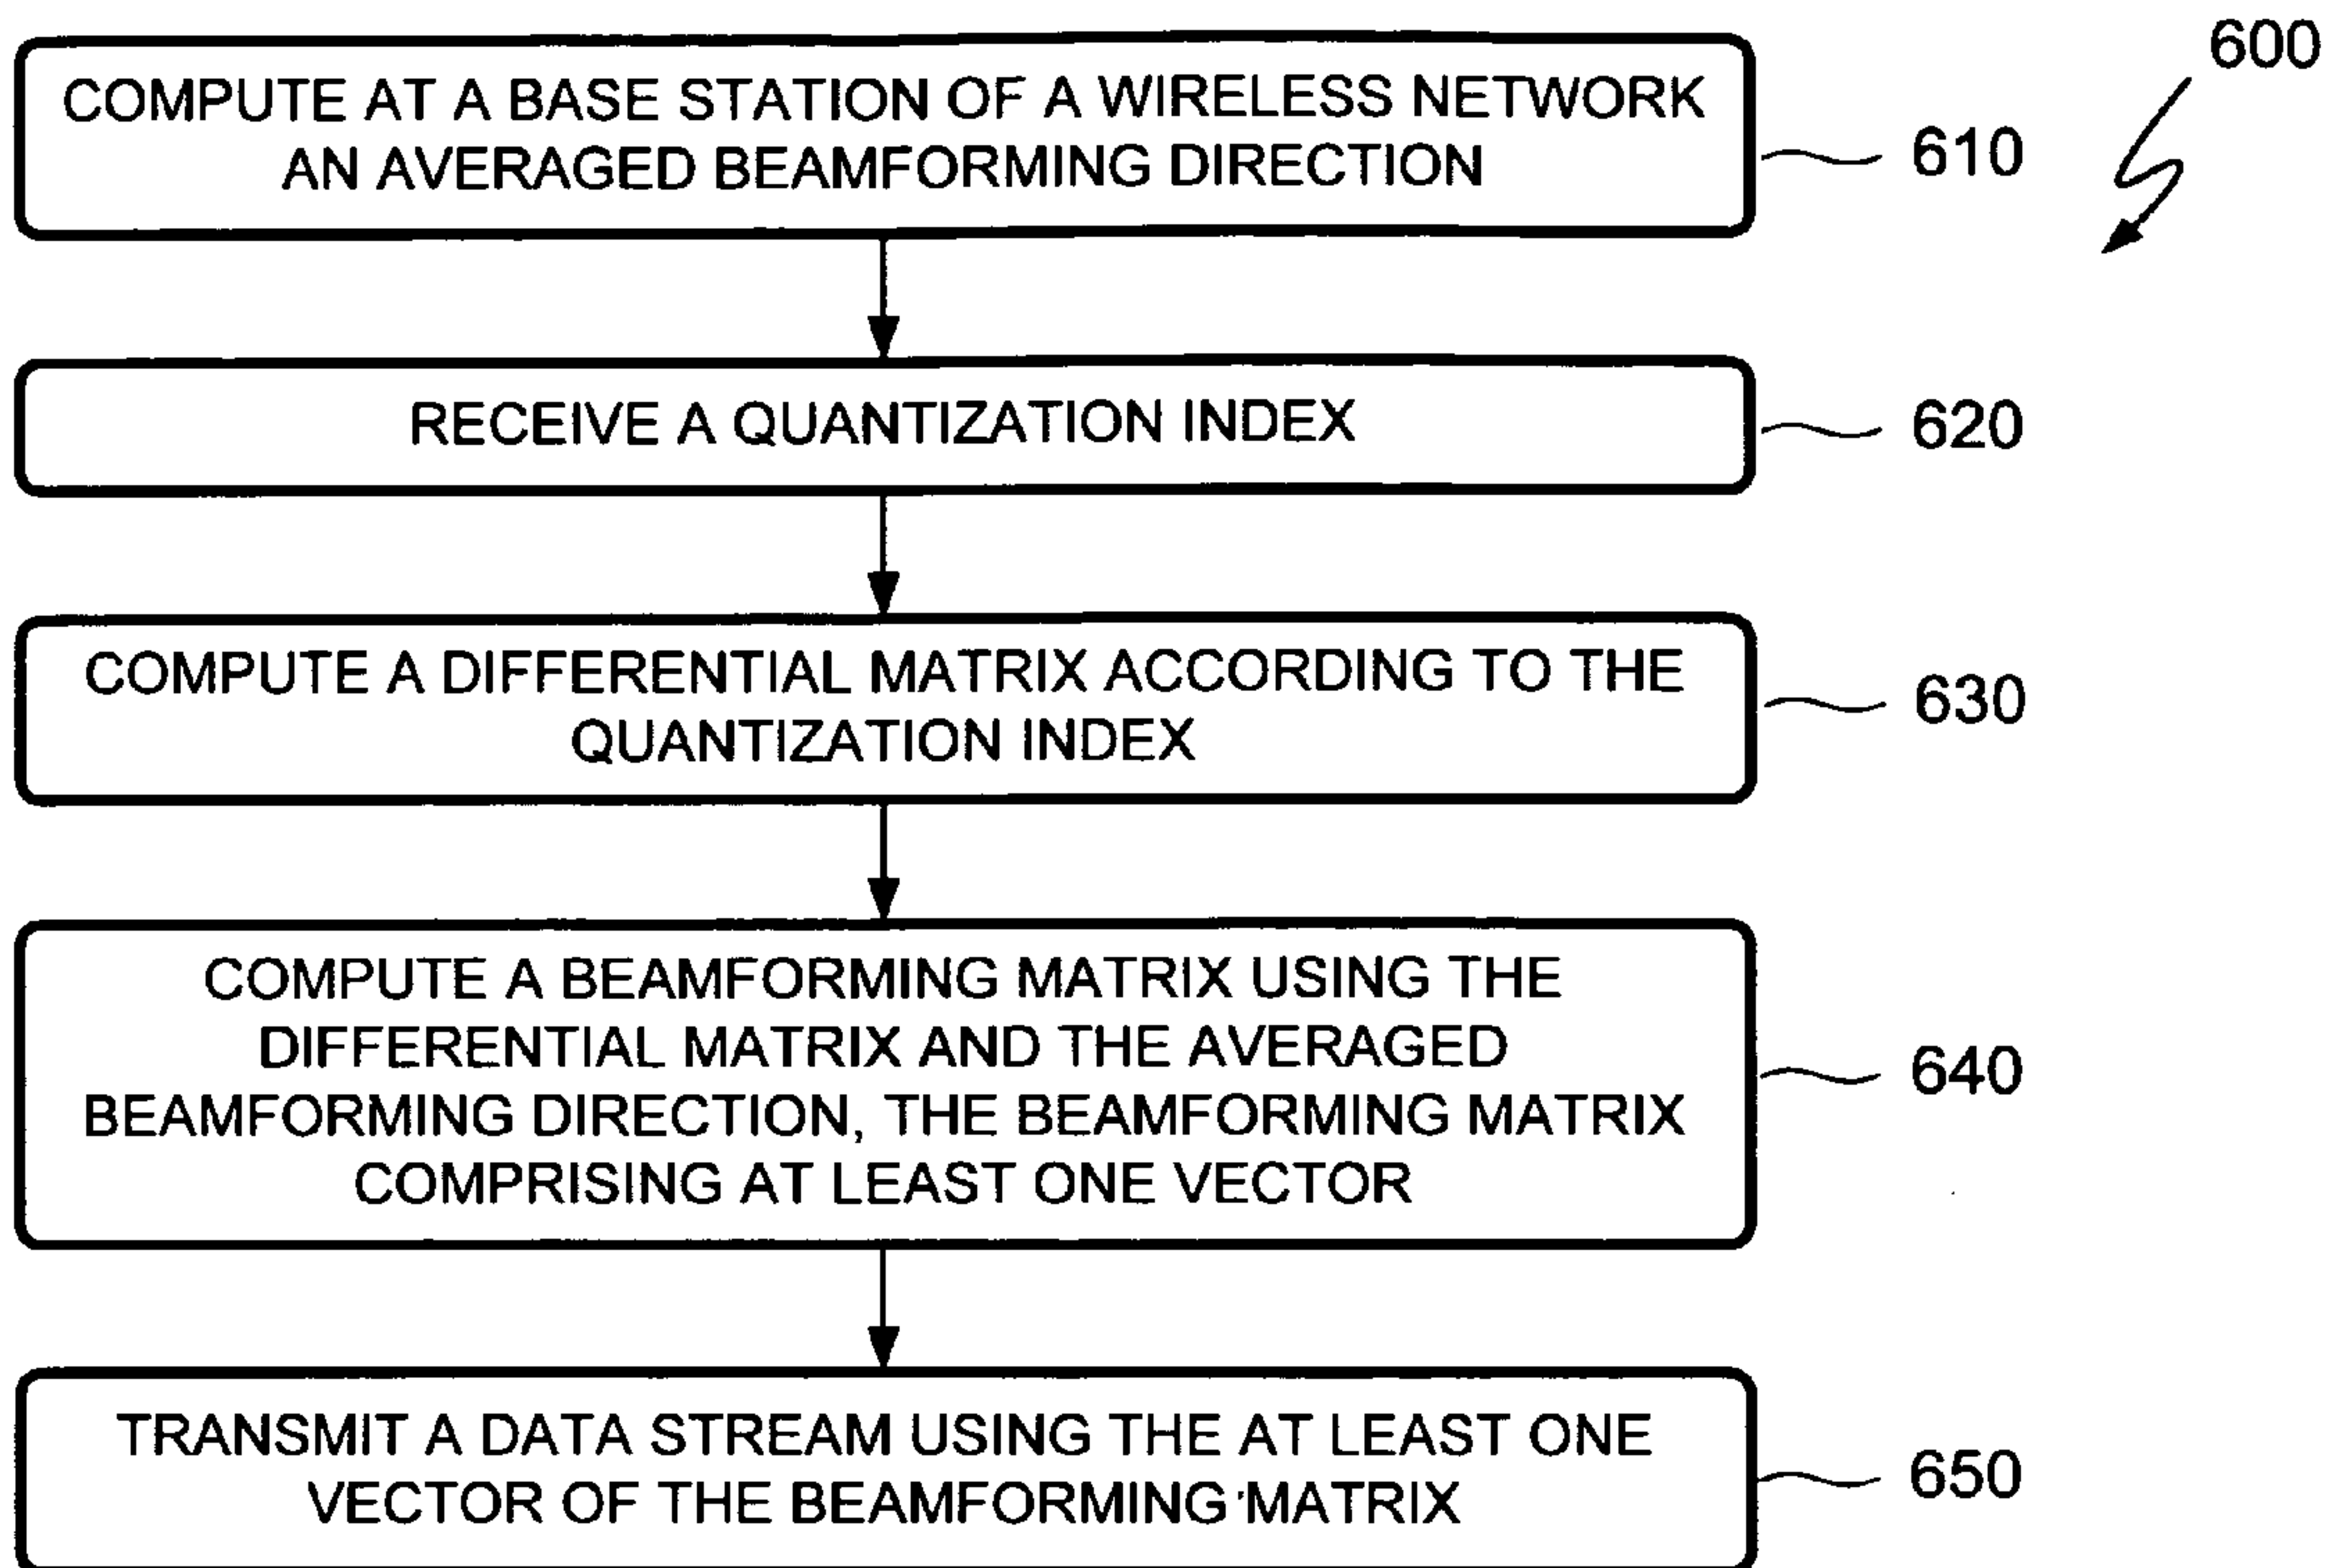 600
COMPUTE AT A BASE STATION OF A WIRELESS NETWORK
AN AVERAGED BEAMFORMING DIRECTION
610
RECEIVE A QUANTIZATION INDEX
620
COMPUTE A DIFFERENTIAL MATRIX ACCORDING TO THE
QUANTIZATION INDEX
630
COMPUTE A BEAMFORMING MATRIX USING THE
DIFFERENTIAL MATRIX AND THE AVERAGED
BEAMFORMING DIRECTION, THE BEAMFORMING MATRIX
COMPRISING AT LEAST ONE VECTOR
640
TRANSMIT A DATA STREAM USING THE AT LEAST ONE
VECTOR OF THE BEAMFORMING MATRIX
650